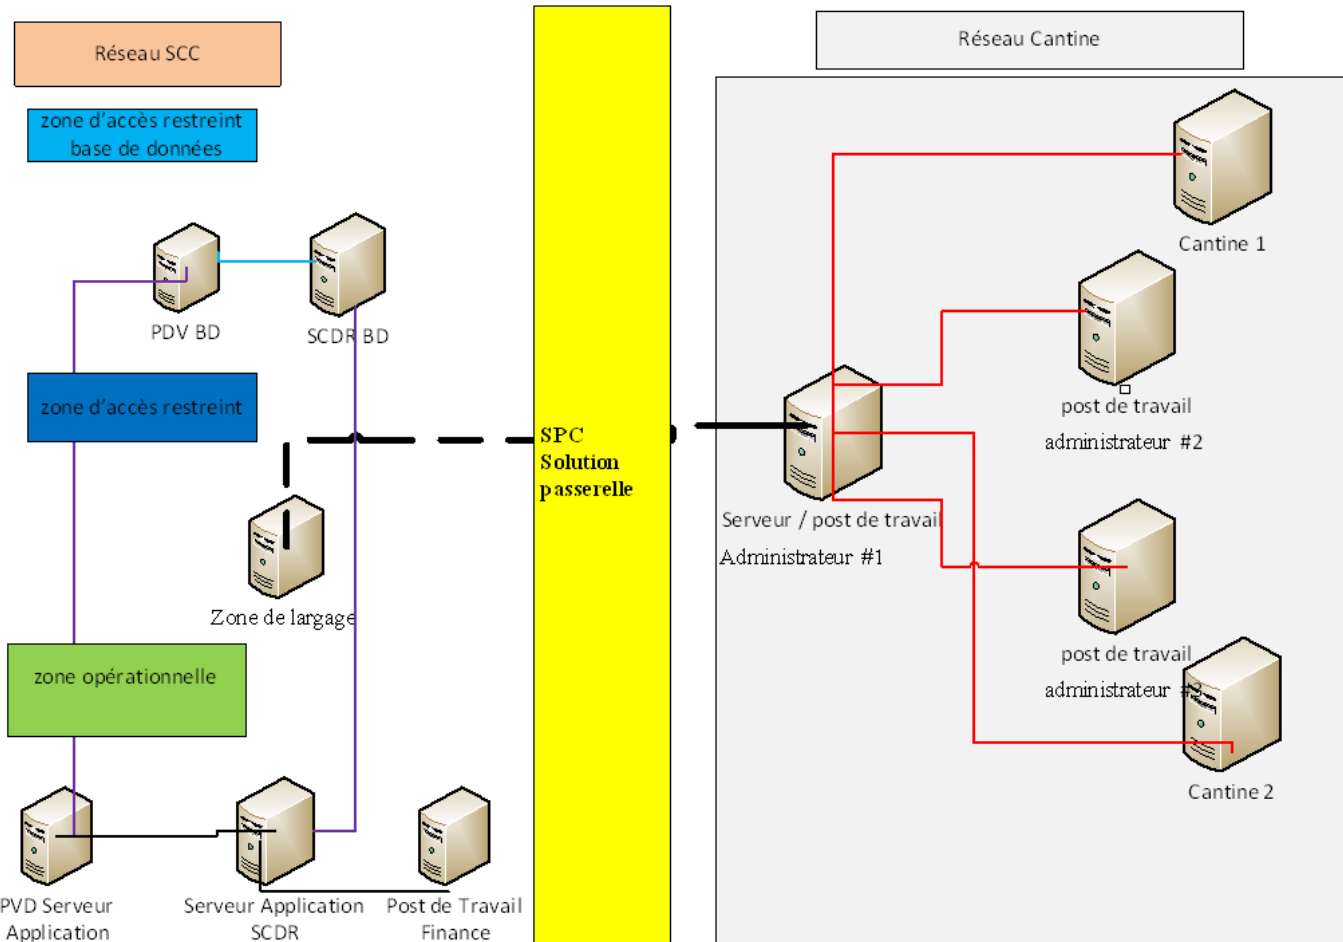 Réseau SCC
Réseau Cantine
zone d'accès restreint
base de données
Cantine 1
PDV BD
SCDR BD
zone d'accès restreint
post de travail
administrateur #2
SPC
Solution
passerelle
Serveur / post de travail
Administrateur #1
Zone de largage
post de travail
administrateur #3
zone opérationnelle
Cantine 2
PVD Serveur
Application
Serveur Application
SCDR
Post de Travail
Finance